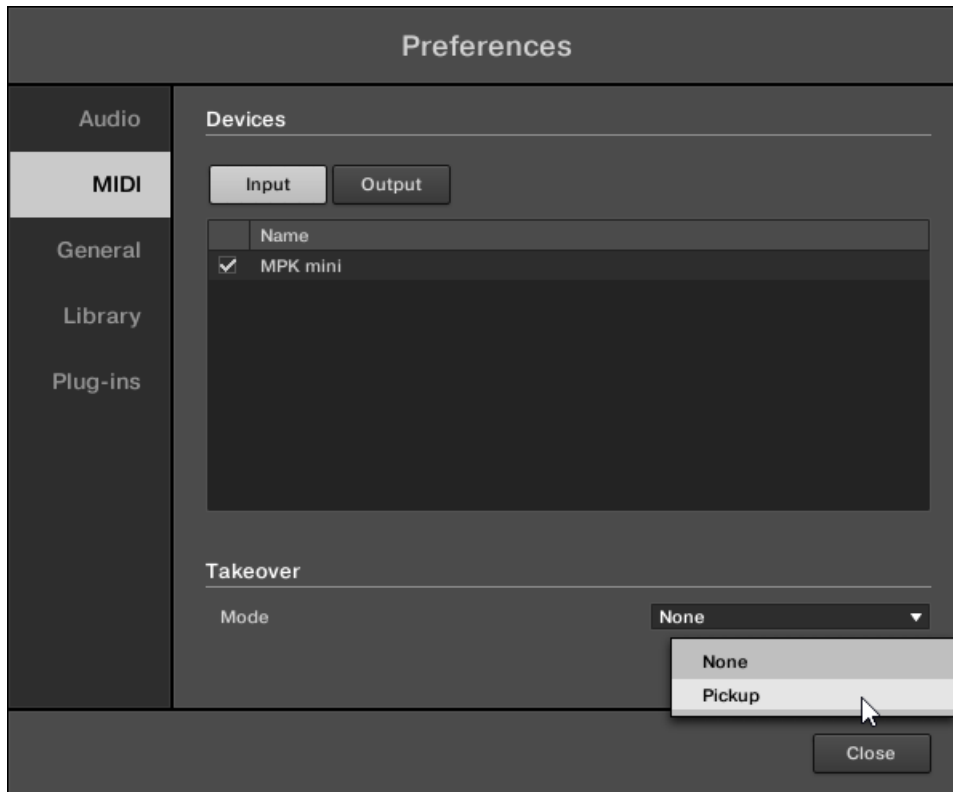 Preferences
Audio
MIDI
General
Library
Plug-ins
Devices
Input Output
Name
MPK mini
Takeover
Mode None
None
Pickup
Close